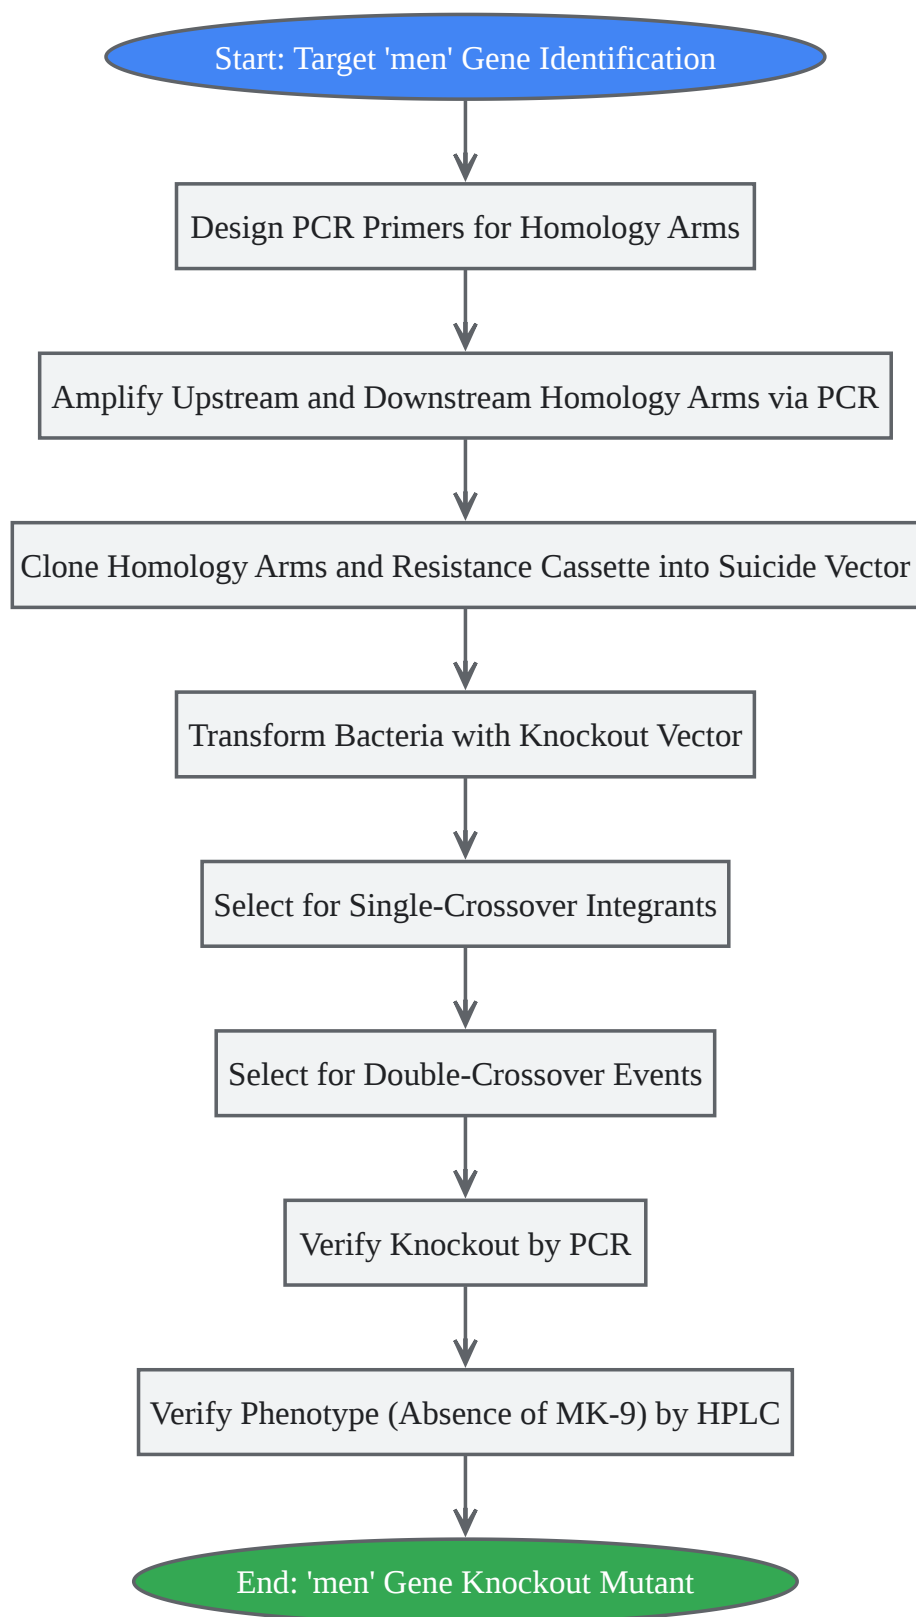 Start: Target 'men' Gene Identification
Design PCR Primers for Homology Arms
Amplify Upstream and Downstream Homology Arms via PCR
Clone Homology Arms and Resistance Cassette into Suicide Vector
Transform Bacteria with Knockout Vector
Select for Single-Crossover Integrants
Select for Double-Crossover Events
Verify Knockout by PCR
Verify Phenotype (Absence of MK-9) by HPLC
End: 'men' Gene Knockout Mutant